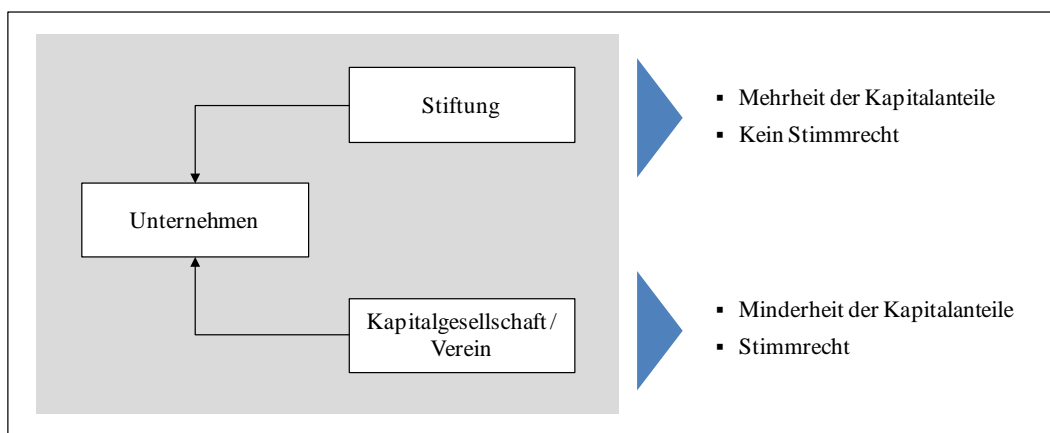 Stiftung
▪ Mehrheit der Kapitalanteile
▪ Kein Stimmrecht
Unternehmen
Kapitalgesellschaft /
Verein
▪ Minderheit der Kapitalanteile
▪ Stimmrecht